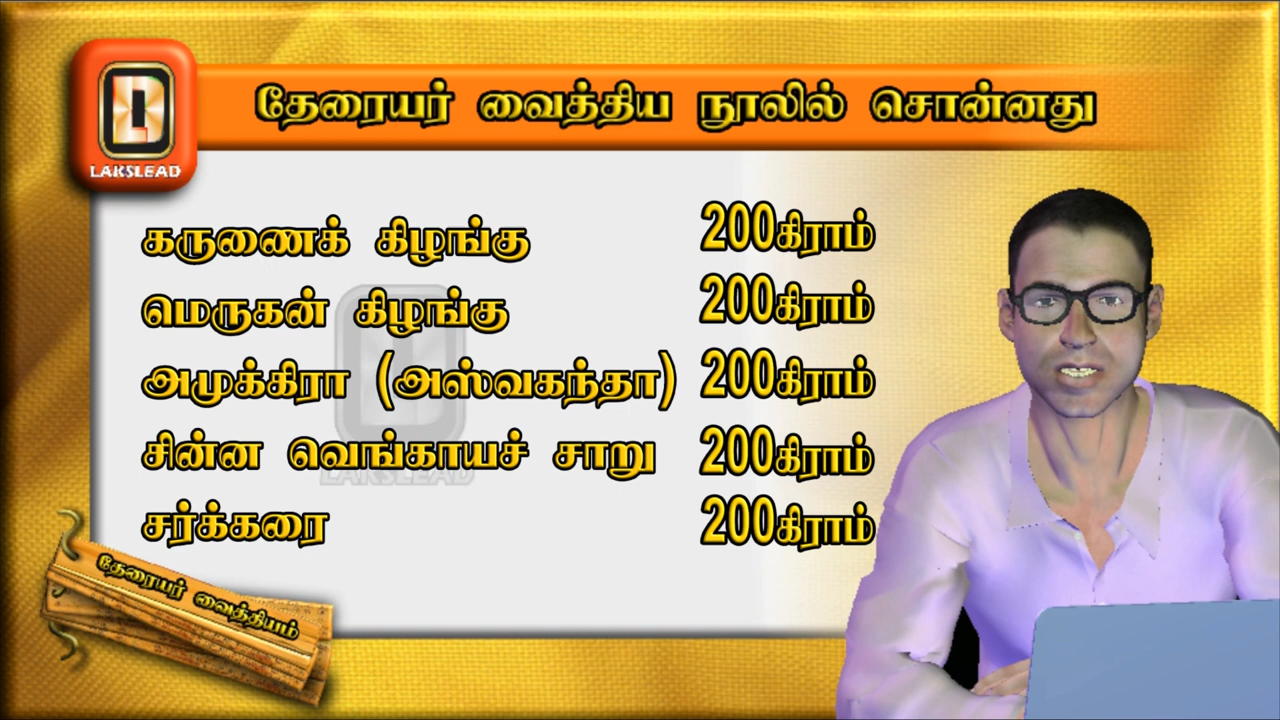 தேரையர் வைத்திய நூலில் சொன்னது
LAKSLEAD
கருணைக் கிழங்கு 200கிராம்
மெருகன் கிழங்கு 200கிராம்
அமுக்கிரா (அஸ்வகந்தா) 200கிராம்
சின்ன வெங்காயச் சாறு 200கிராம்
LAKSLEAD
சர்க்கரை 200கிராம்
தேரையர் வைத்தியம்